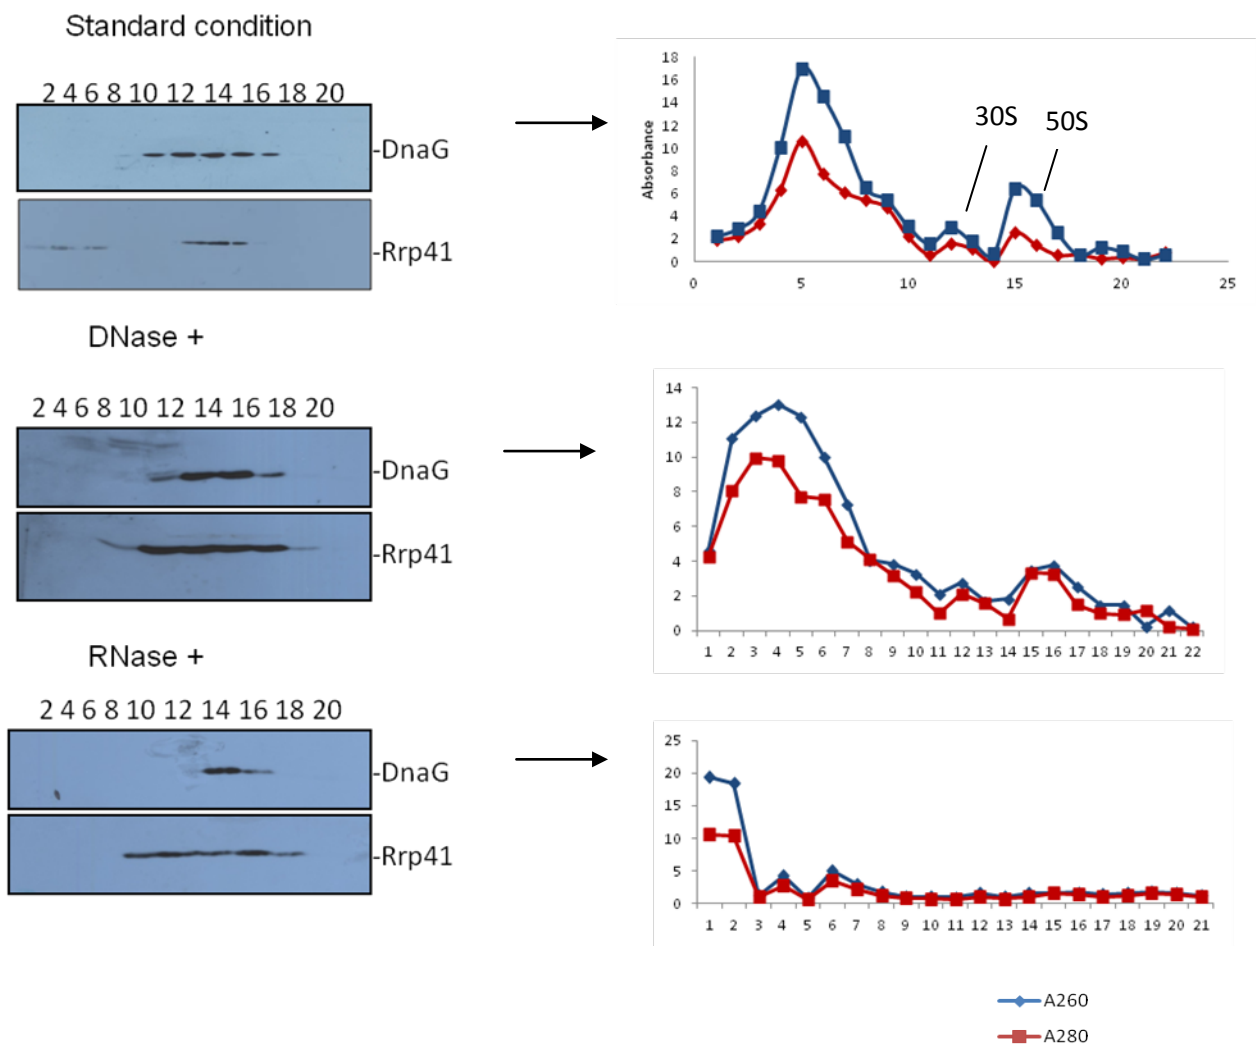 Standard condition
2 4 6 8 10 12 14 16 18 20
-DnaG
-Rrp41
Absorbance
18
16
14
12
10
8
6
4
2
0
0 5 10 15 20 25
30S
50S
DNase +
2 4 6 8 10 12 14 16 18 20
-DnaG
-Rrp41
14
12
10
8
6
4
2
0
1 2 3 4 5 6 7 8 9 10 11 12 13 14 15 16 17 18 19 20 21 22
RNase +
2 4 6 8 10 12 14 16 18 20
-DnaG
-Rrp41
25
20
15
10
5
0
1 2 3 4 5 6 7 8 9 10 11 12 13 14 15 16 17 18 19 20 21
A260
A280